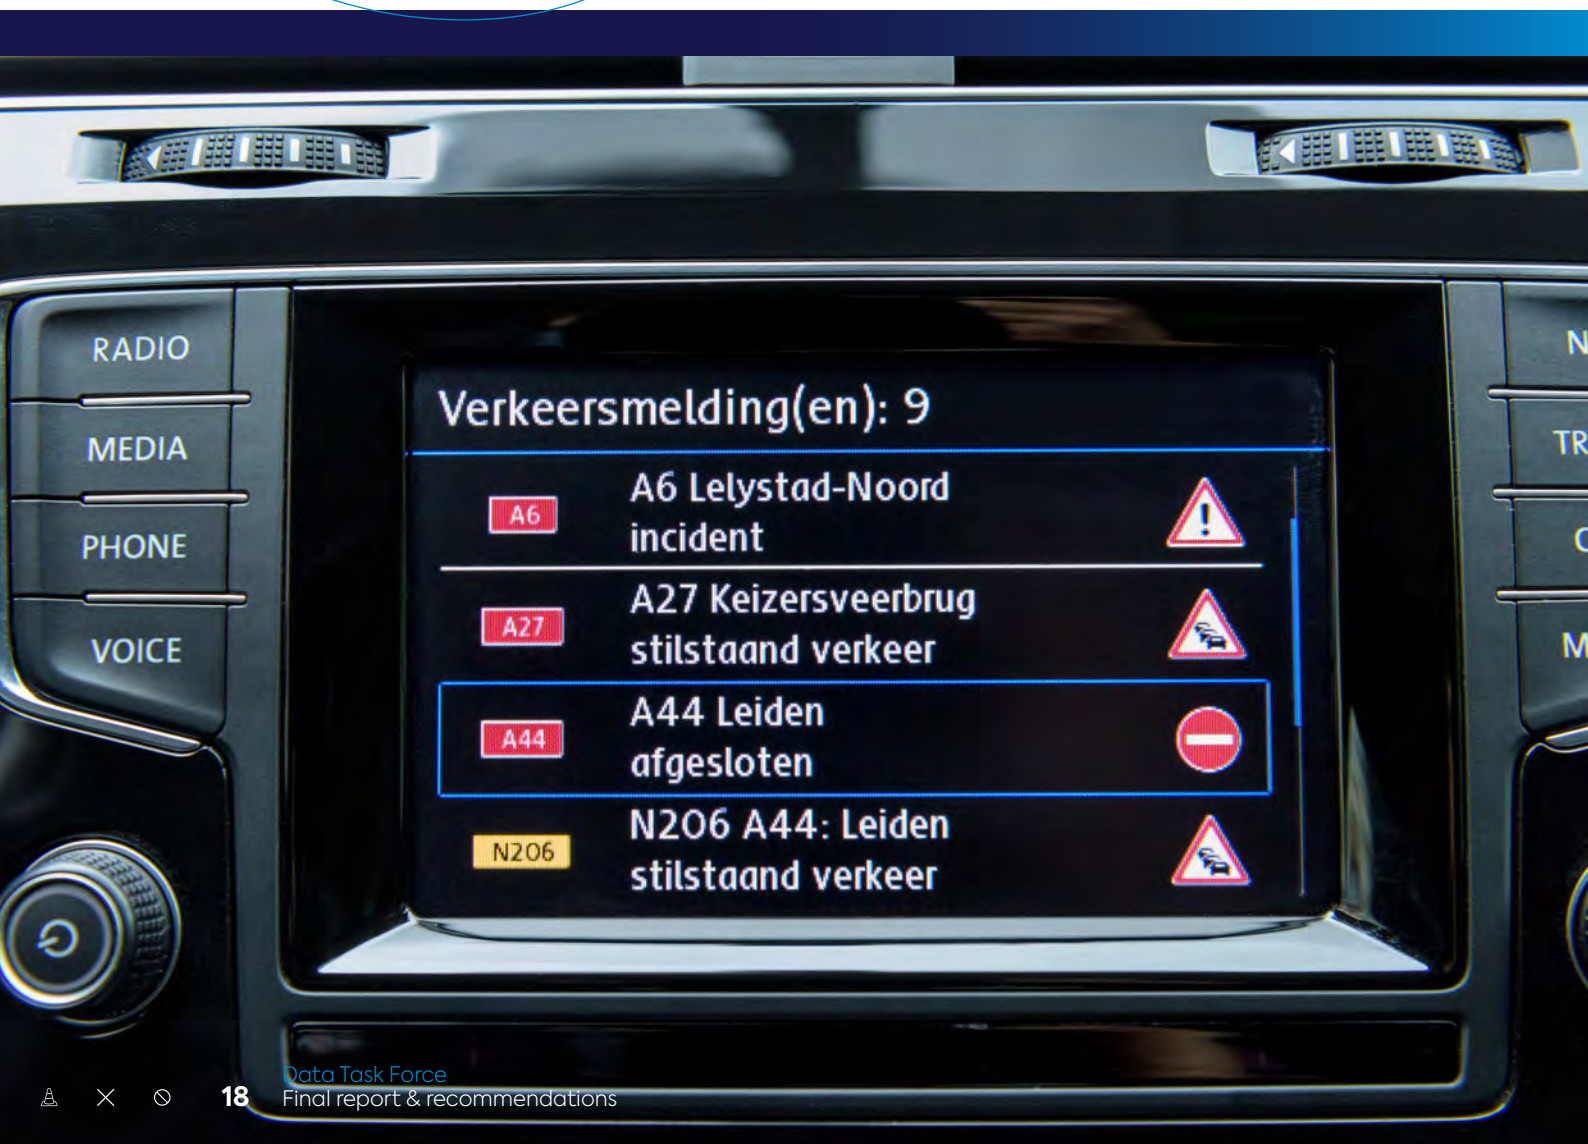 RADIO
MEDIA
PHONE
VOICE
Verkeersmelding(en): 9
A6
A6 Lelystad-Noord
incident
A27
A27 Keizersveerbrug
stilstaand verkeer
A44
A44 Leiden
afgesloten
N206
N206 A44: Leiden
stilstaand verkeer
N
TR
M
18
Data Task Force
Final report & recommendations